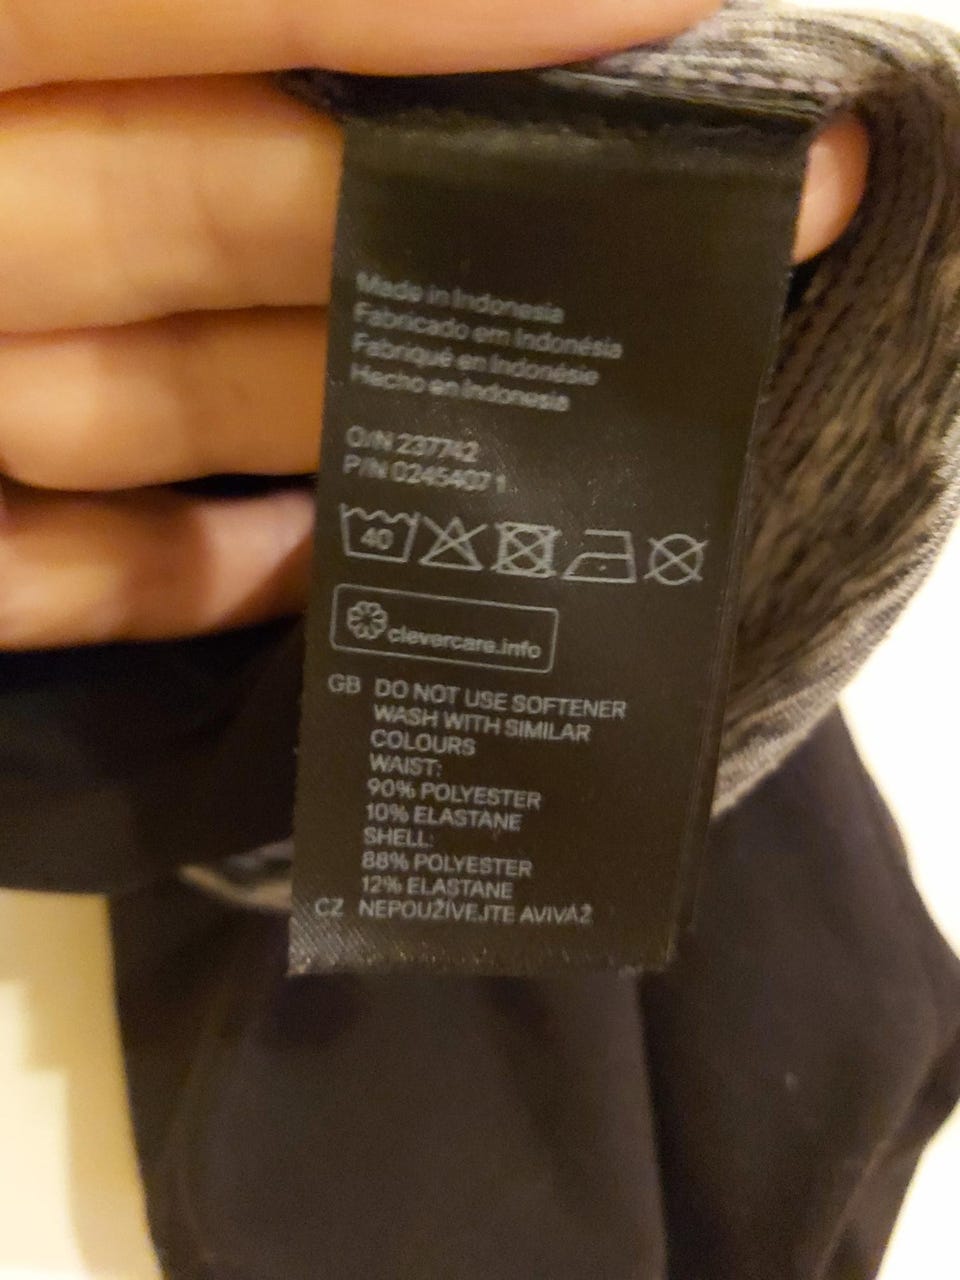 Made in Indonesia
Fabricado em Indonésia
Fabriqué en Indonésie
Hecho en Indonesia
O/N 237742
P/N 02454071
40
clevercare.info
GB DO NOT USE SOFTENER
WASH WITH SIMILAR
COLOURS
WAIST:
90% POLYESTER
10% ELASTANE
SHELL:
88% POLYESTER
12% ELASTANE
CZ NEPOUŽÍVEJTE AVIVÁŽ